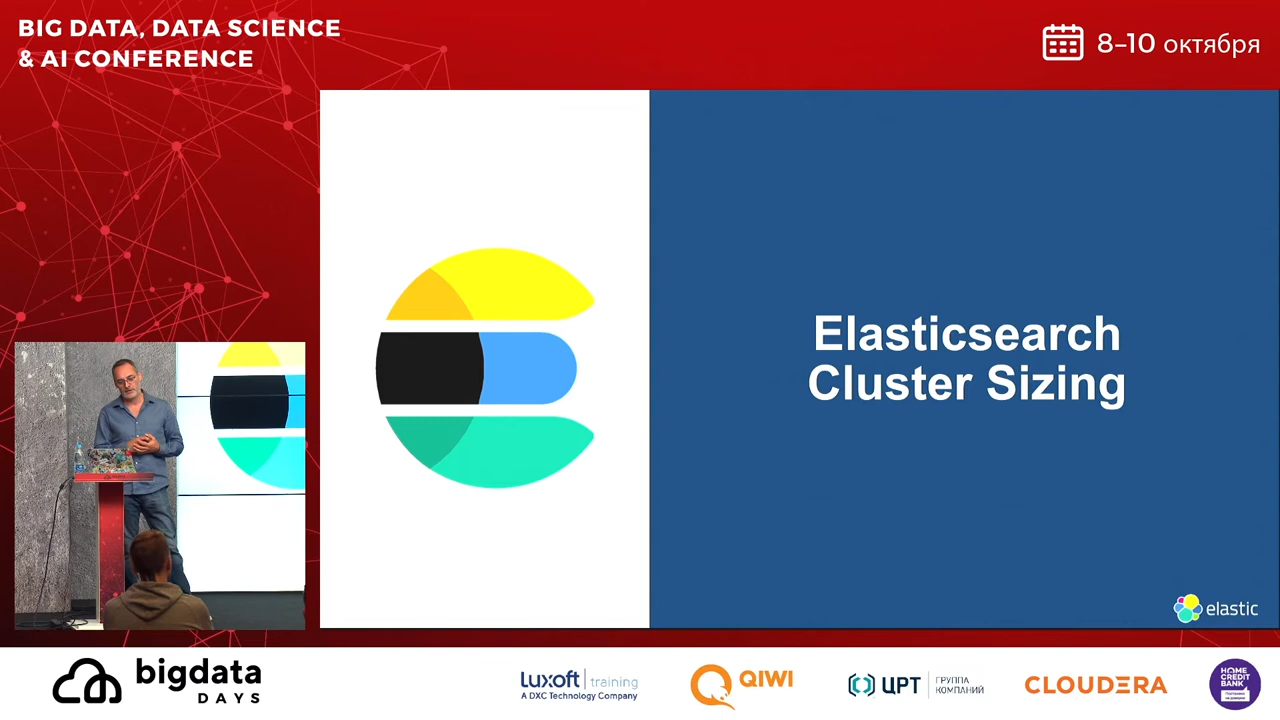 BIG DATA, DATA SCIENCE
& AI CONFERENCE
8–10 октября
Elasticsearch
Cluster Sizing
elastic
bigdata
DAYS
Luxoft training
A DXC Technology Company
QIWI
ЦРТ ГРУППА
КОМПАНИЙ
CLOUDERA
HOME
CREDIT
BANK